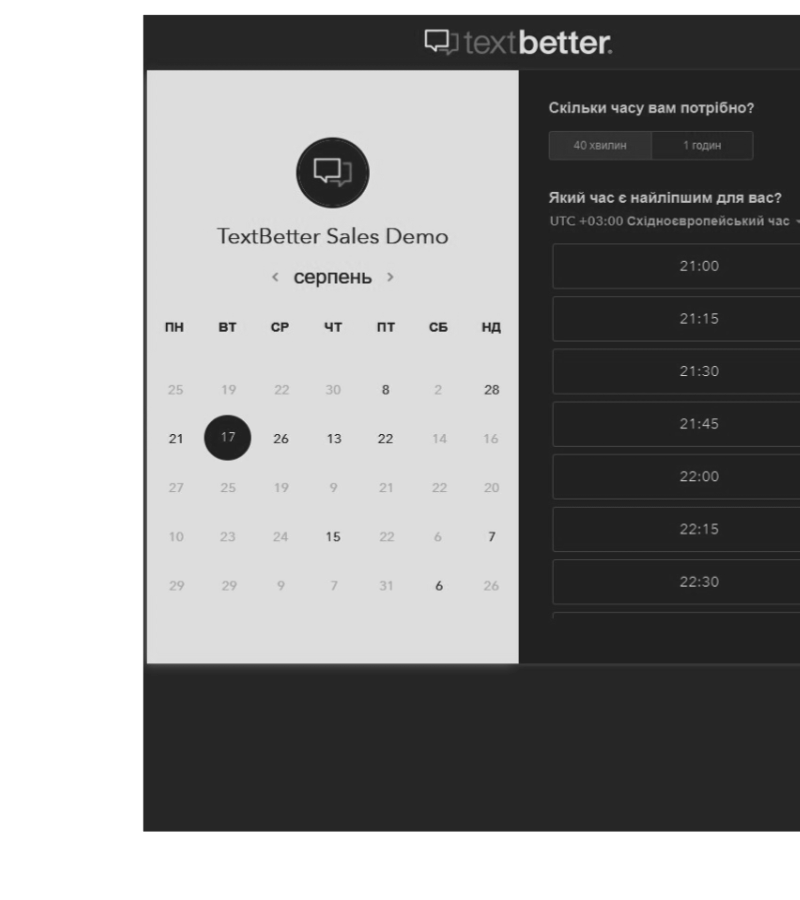 textbetter.
TextBetter Sales Demo
серпень
ПН ВТ СР ЧТ ПТ СБ НД
25 19 22 30 8 2 28
21 17 26 13 22 14 16
27 25 19 9 21 22 20
10 23 24 15 22 6 7
29 29 9 7 31 6 26
Скільки часу вам потрібно?
40 хвилин 1 годин
Який час є найліпшим для вас?
UTC +03:00 Східноєвропейський час
21:00
21:15
21:30
21:45
22:00
22:15
22:30